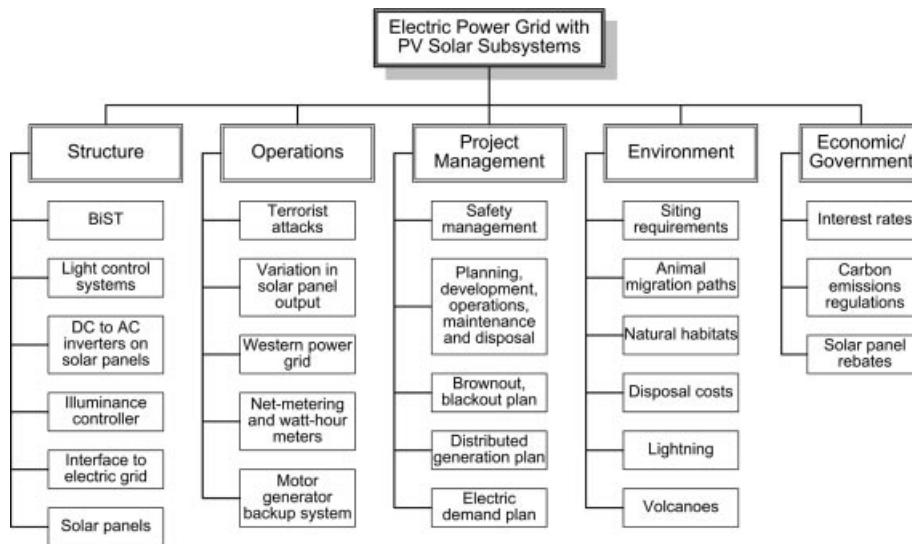 Electric Power Grid with
PV Solar Subsystems
Structure
BiST
Light control
systems
DC to AC
inverters on
solar panels
Illuminance
controller
Interface to
electric grid
Solar panels
Operations
Terrorist
attacks
Variation in
solar panel
output
Western power
grid
Net-metering
and watt-hour
meters
Motor
generator
backup system
Project
Management
Safety
management
Planning,
development,
operations,
maintenance
and disposal
Brownout,
blackout plan
Distributed
generation plan
Electric
demand plan
Environment
Siting
requirements
Animal
migration paths
Natural habitats
Disposal costs
Lightning
Volcanoes
Economic/
Government
Interest rates
Carbon
emissions
regulations
Solar panel
rebates